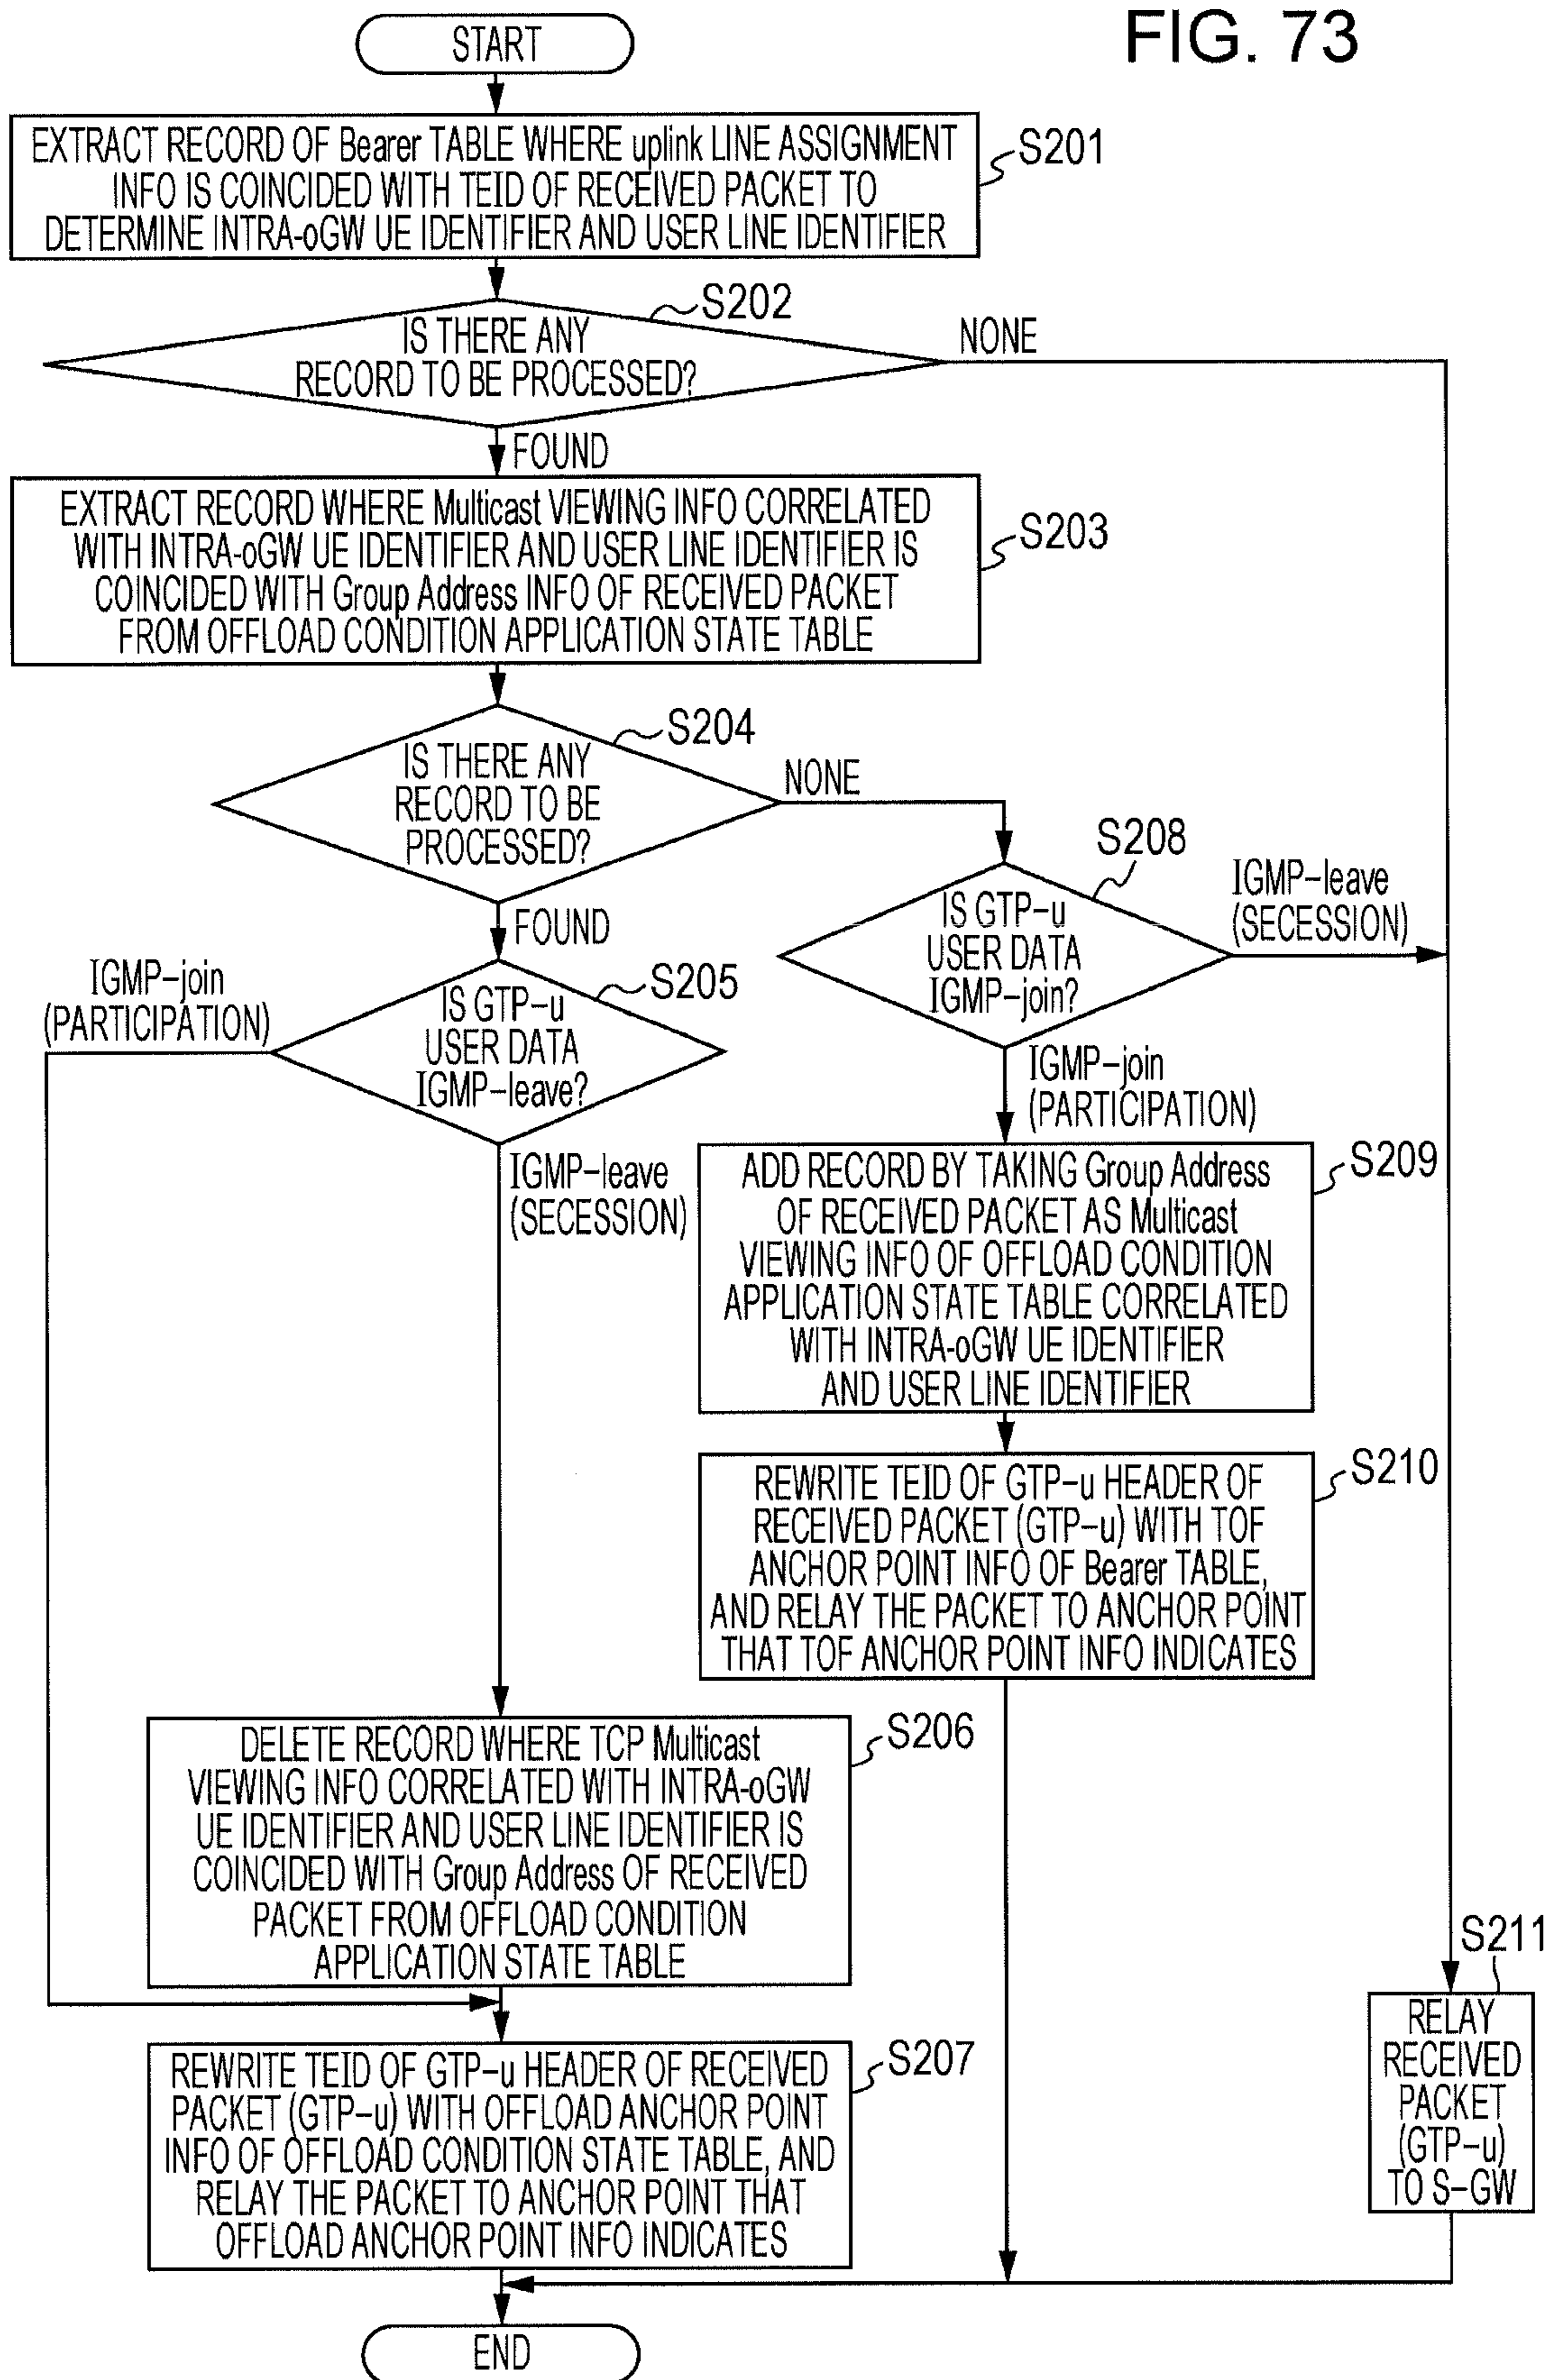 FIG. 73
START
EXTRACT RECORD OF Bearer TABLE WHERE uplink LINE ASSIGNMENT
INFO IS COINCIDED WITH TEID OF RECEIVED PACKET TO
DETERMINE INTRA-oGW UE IDENTIFIER AND USER LINE IDENTIFIER
S201
S202
IS THERE ANY
RECORD TO BE PROCESSED?
NONE
FOUND
EXTRACT RECORD WHERE Multicast VIEWING INFO CORRELATED
WITH INTRA-oGW UE IDENTIFIER AND USER LINE IDENTIFIER IS
COINCIDED WITH Group Address INFO OF RECEIVED PACKET
FROM OFFLOAD CONDITION APPLICATION STATE TABLE
S203
S204
IS THERE ANY
RECORD TO BE
PROCESSED?
NONE
FOUND
S208
IS GTP-u
USER DATA
IGMP-join?
IGMP-leave
(SECESSION)
IGMP-join
(PARTICIPATION)
S205
IS GTP-u
USER DATA
IGMP-leave?
IGMP-join
(PARTICIPATION)
IGMP-leave
(SECESSION)
ADD RECORD BY TAKING Group Address
OF RECEIVED PACKET AS Multicast
VIEWING INFO OF OFFLOAD CONDITION
APPLICATION STATE TABLE CORRELATED
WITH INTRA-oGW UE IDENTIFIER
AND USER LINE IDENTIFIER
S209
REWRITE TEID OF GTP-u HEADER OF
RECEIVED PACKET (GTP-u) WITH TOF
ANCHOR POINT INFO OF Bearer TABLE,
AND RELAY THE PACKET TO ANCHOR POINT
THAT TOF ANCHOR POINT INFO INDICATES
S210
DELETE RECORD WHERE TCP Multicast
VIEWING INFO CORRELATED WITH INTRA-oGW
UE IDENTIFIER AND USER LINE IDENTIFIER IS
COINCIDED WITH Group Address OF RECEIVED
PACKET FROM OFFLOAD CONDITION
APPLICATION STATE TABLE
S206
REWRITE TEID OF GTP-u HEADER OF RECEIVED
PACKET (GTP-u) WITH OFFLOAD ANCHOR POINT
INFO OF OFFLOAD CONDITION STATE TABLE, AND
RELAY THE PACKET TO ANCHOR POINT THAT
OFFLOAD ANCHOR POINT INFO INDICATES
S207
S211
RELAY
RECEIVED
PACKET
(GTP-u)
TO S-GW
END